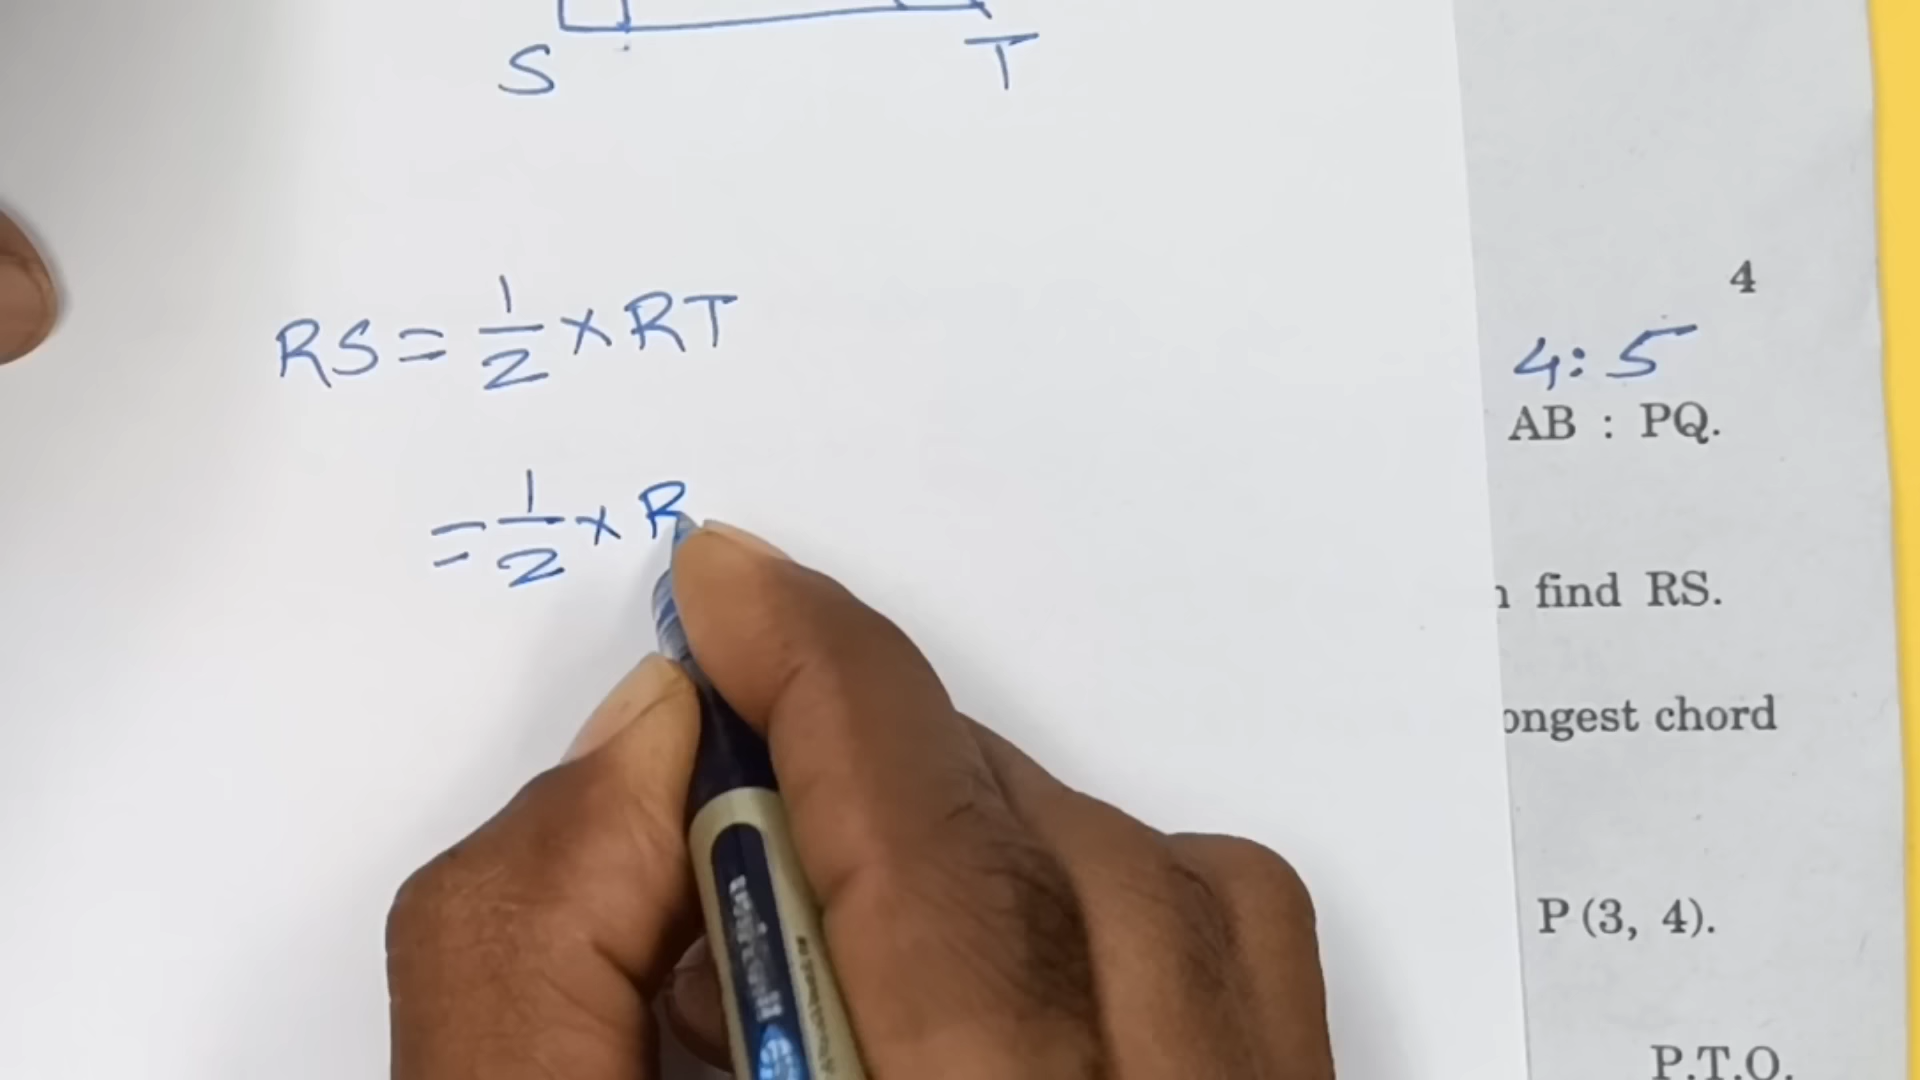 S T
RS = 1/2 × RT
= 1/2 × R
4
4:5
AB : PQ.
find RS.
ongest chord
P (3, 4).
P.T.O.